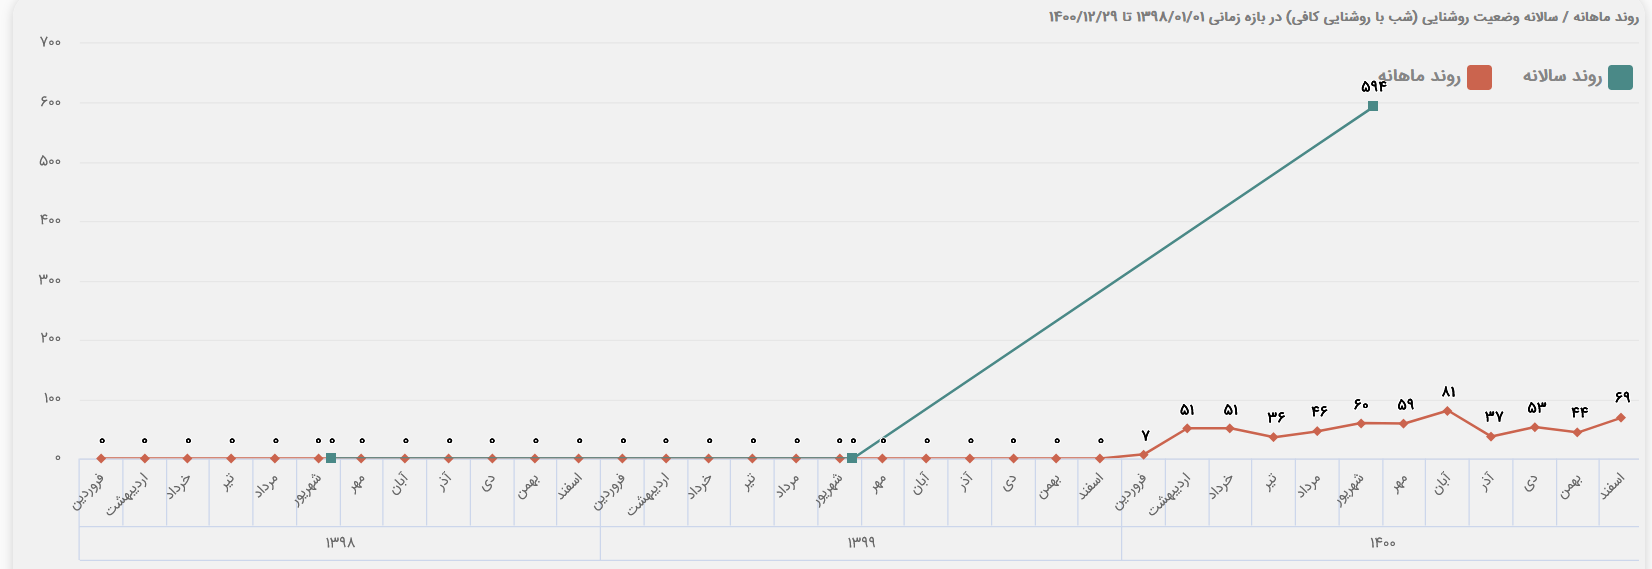 روند ماهانه / سالانه وضعیت روشنایی (شب با روشنایی کافی) در بازه زمانی ۱۳۹۸/۰۱/۰۱ تا ۱۴۰۰/۱۲/۲۹
روند سالانه
روند ماهانه
۷۰۰
۶۰۰
۵۰۰
۴۰۰
۳۰۰
۲۰۰
۱۰۰
۰
۵۹۴
۰ ۰ ۰ ۰ ۰ ۰ ۰ ۰ ۰ ۰ ۰ ۰ ۰ ۰ ۰ ۰ ۰ ۰ ۰ ۰ ۰ ۰ ۰ ۰ ۰ ۰ ۷ ۵۱ ۵۱ ۳۶ ۴۶ ۶۰ ۵۹ ۸۱ ۳۷ ۵۳ ۴۴ ۶۹
فروردین اردیبهشت خرداد تیر مرداد شهریور مهر آبان آذر دی بهمن اسفند فروردین اردیبهشت خرداد تیر مرداد شهریور مهر آبان آذر دی بهمن اسفند فروردین اردیبهشت خرداد تیر مرداد شهریور مهر آبان آذر دی بهمن اسفند
۱۳۹۸ ۱۳۹۹ ۱۴۰۰